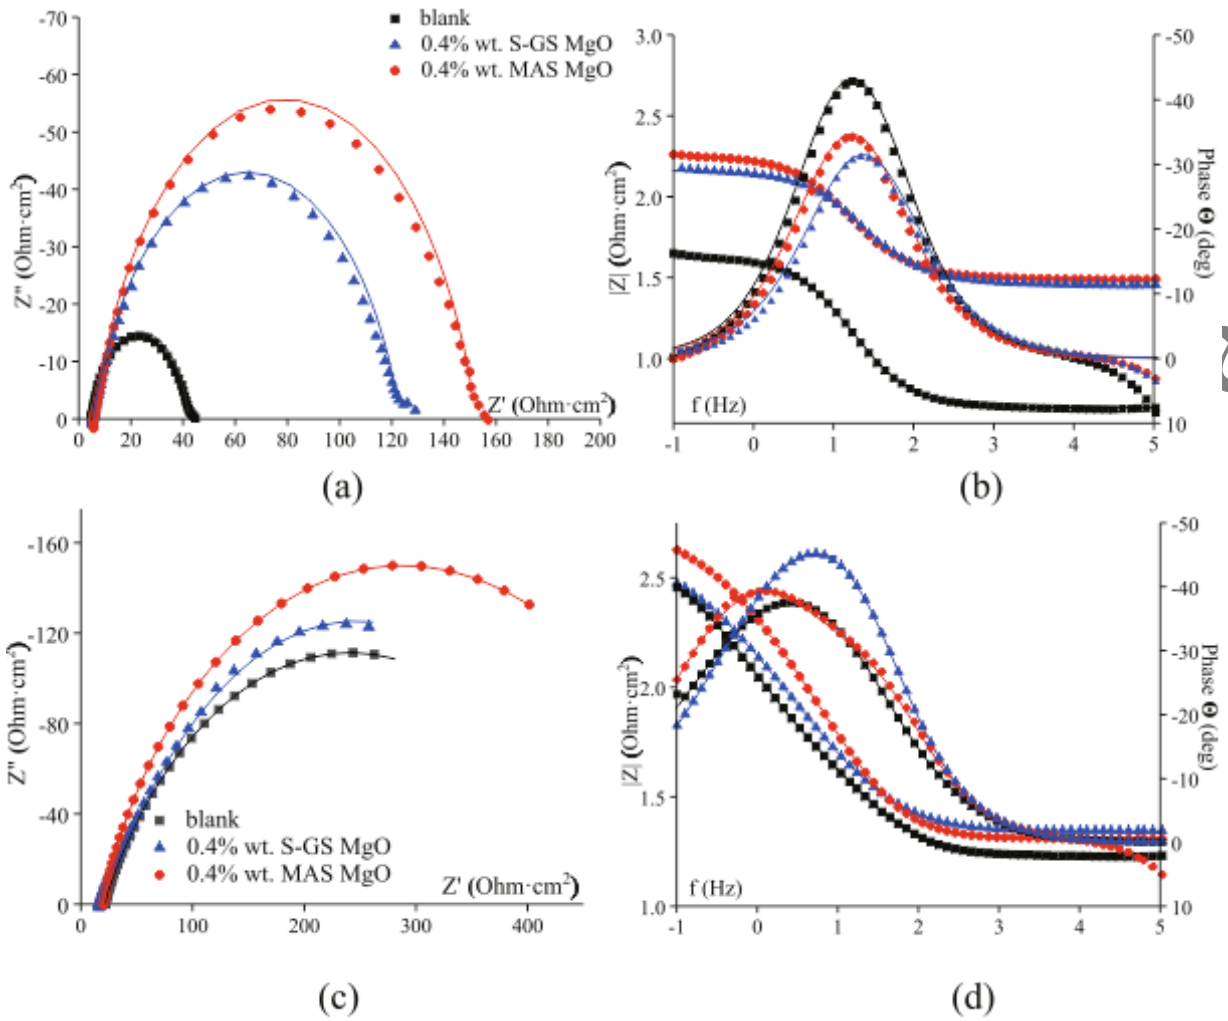 -70
-60
-50
-40
-30
-20
-10
0
Z" (Ohm·cm²)
blank
0.4% wt. S-GS MgO
0.4% wt. MAS MgO
Z' (Ohm·cm²)
0 20 40 60 80 100 120 140 160 180 200
(a)
3.0
2.5
2.0
1.5
1.0
|Z| (Ohm·cm²)
-50
-40
-30
-20
-10
0
10
Phase Θ (deg)
f (Hz)
-1 0 1 2 3 4 5
(b)
-160
-120
-80
-40
0
Z" (Ohm·cm²)
blank
0.4% wt. S-GS MgO
0.4% wt. MAS MgO
Z' (Ohm·cm²)
0 100 200 300 400
(c)
2.5
2.0
1.5
1.0
|Z| (Ohm·cm²)
-50
-40
-30
-20
-10
0
10
Phase Θ (deg)
f (Hz)
-1 0 1 2 3 4 5
(d)